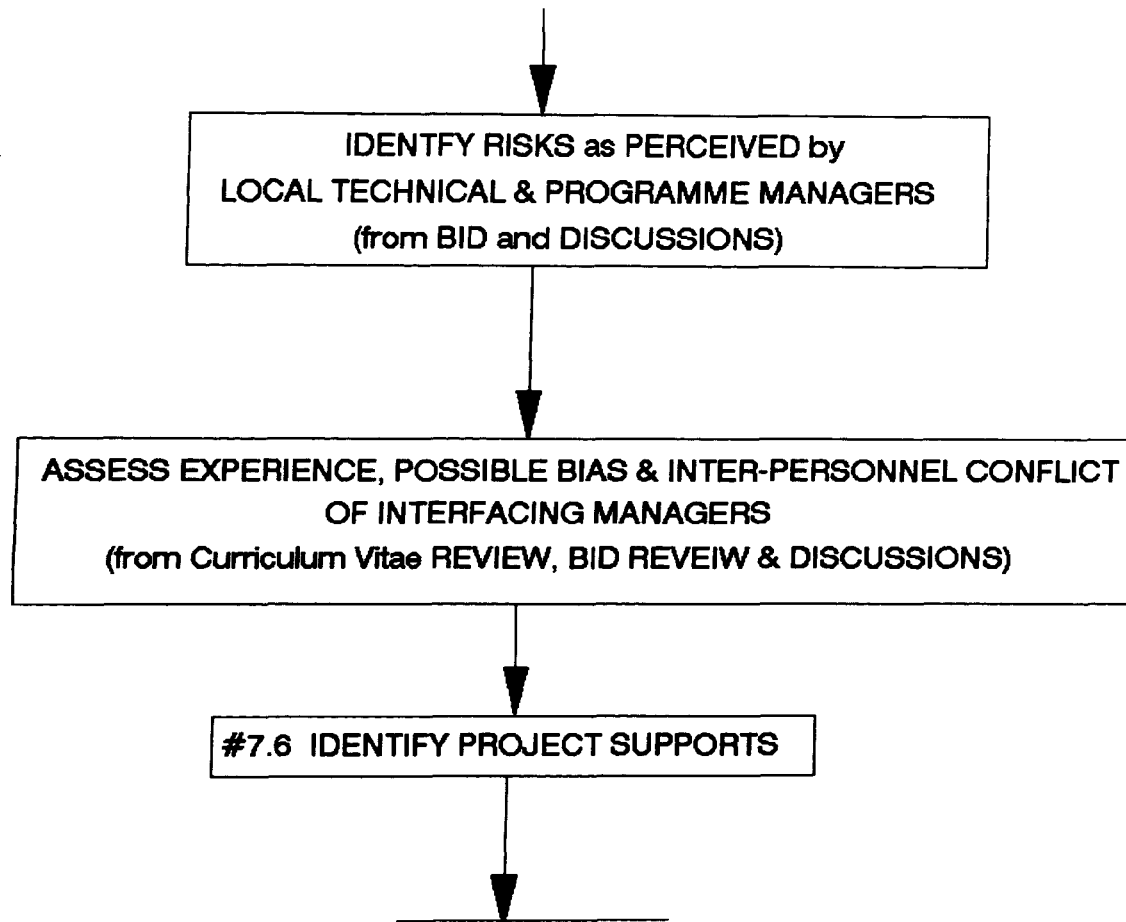 IDENTFY RISKS as PERCEIVED by
LOCAL TECHNICAL & PROGRAMME MANAGERS
(from BID and DISCUSSIONS)
ASSESS EXPERIENCE, POSSIBLE BIAS & INTER-PERSONNEL CONFLICT
OF INTERFACING MANAGERS
(from Curriculum Vitae REVIEW, BID REVEIW & DISCUSSIONS)
#7.6 IDENTIFY PROJECT SUPPORTS